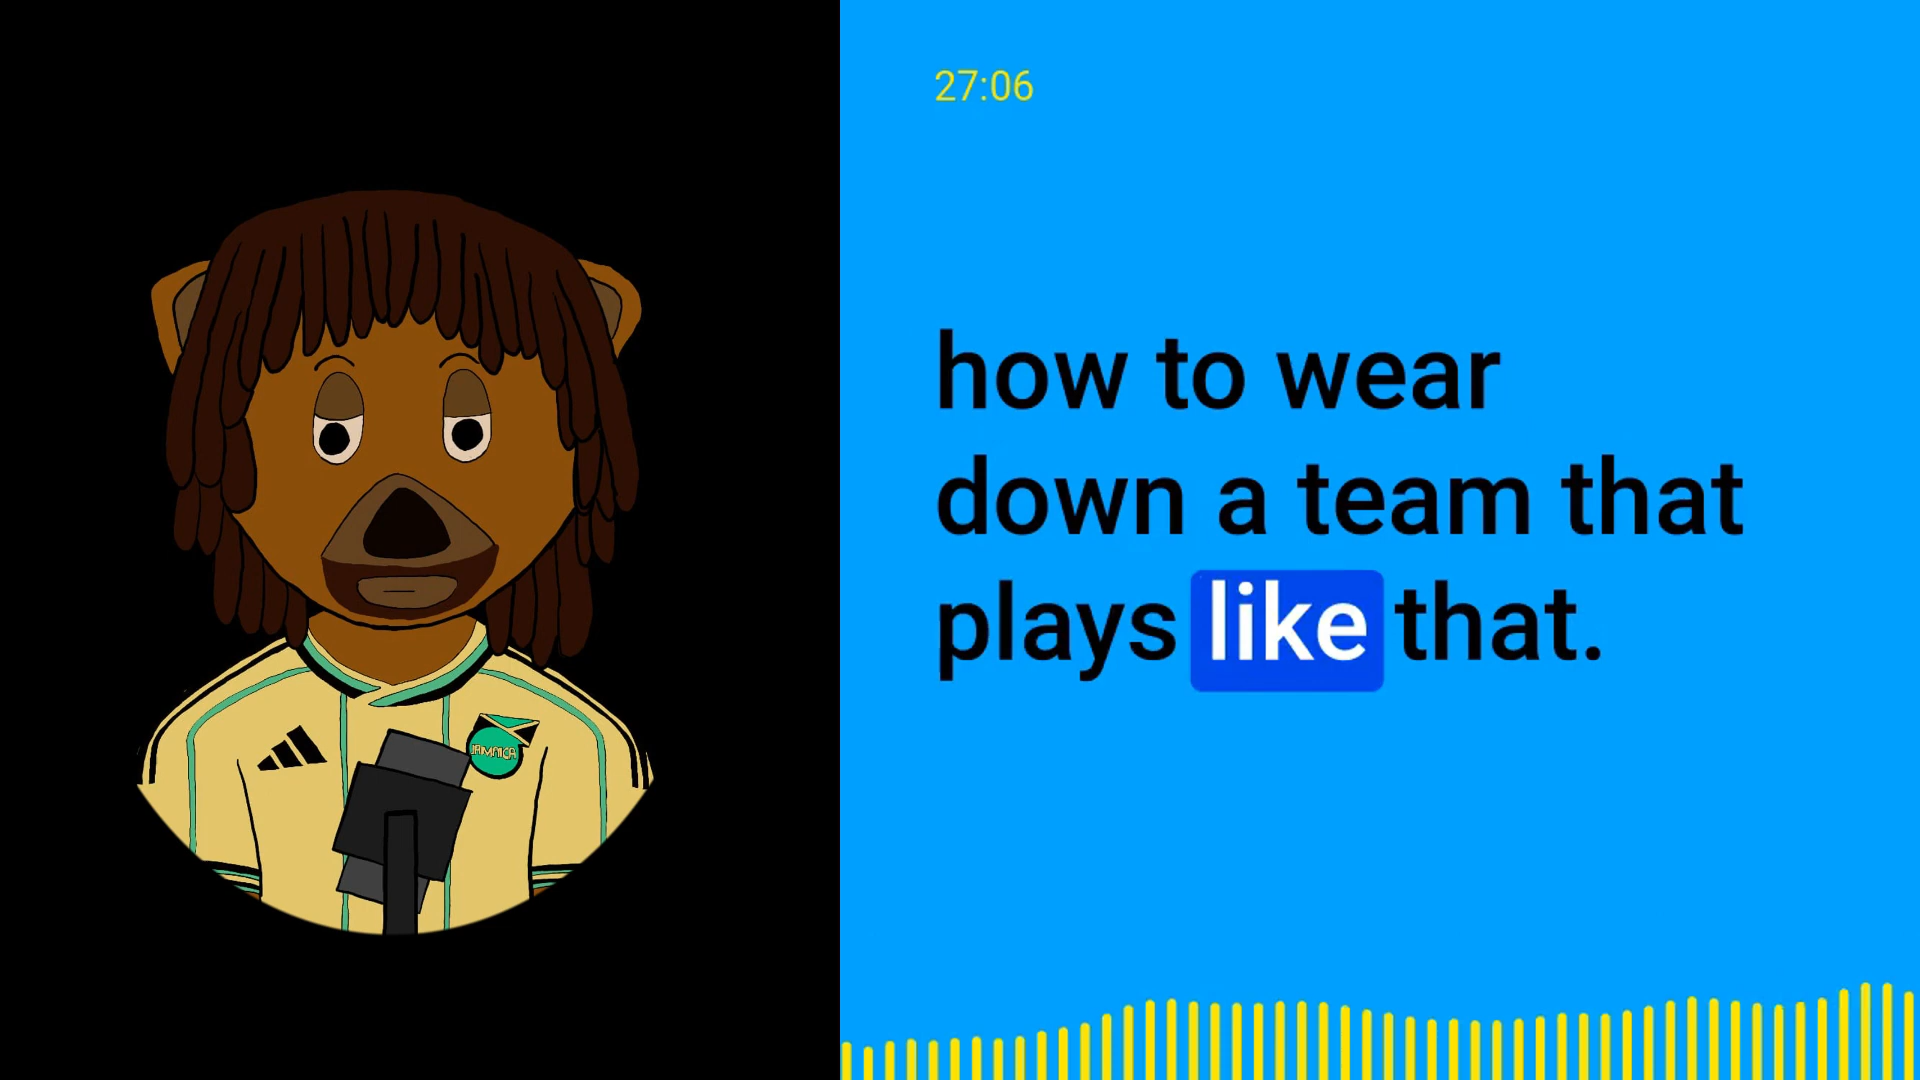 27:06
how to wear
down a team that
plays like that.
JAMAICA